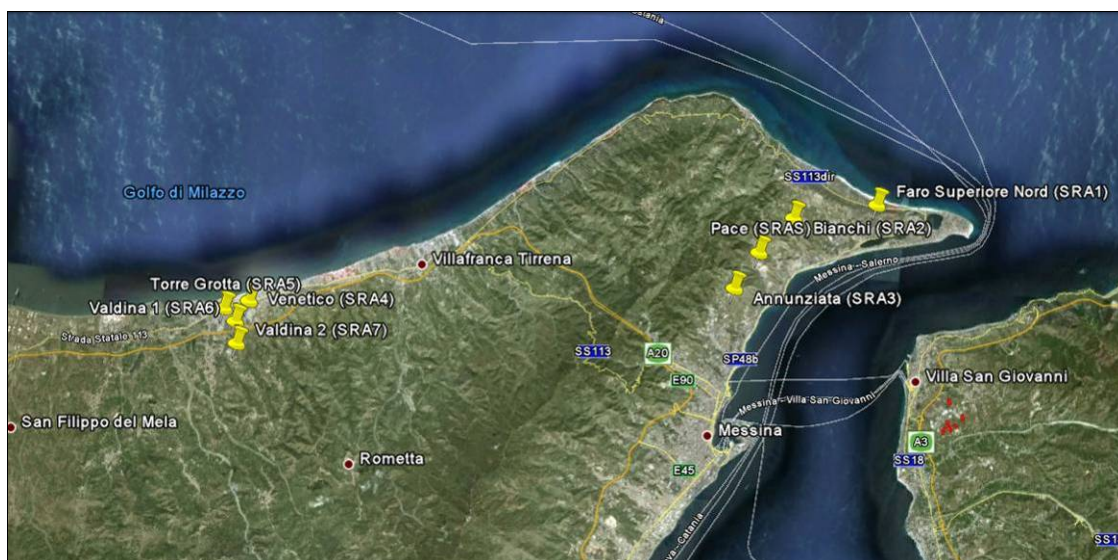 Catania
Golfo di Milazzo
SS113dir
Faro Superiore Nord (SRA1)
Pace (SRAS) Bianchi (SRA2)
Villafranca Tirrena
Messina - Salerno
Torre Grotta (SRA5)
Venetico (SRA4)
Annunziata (SRA3)
Valdina 1 (SRA6)
Valdina 2 (SRA7)
Strada Statale 113
SS113
A20
SP48b
E90
Villa San Giovanni
Messina - Villa San Giovanni
San Filippo del Mela
Messina
A3
Rometta
E45
SS18
Catania